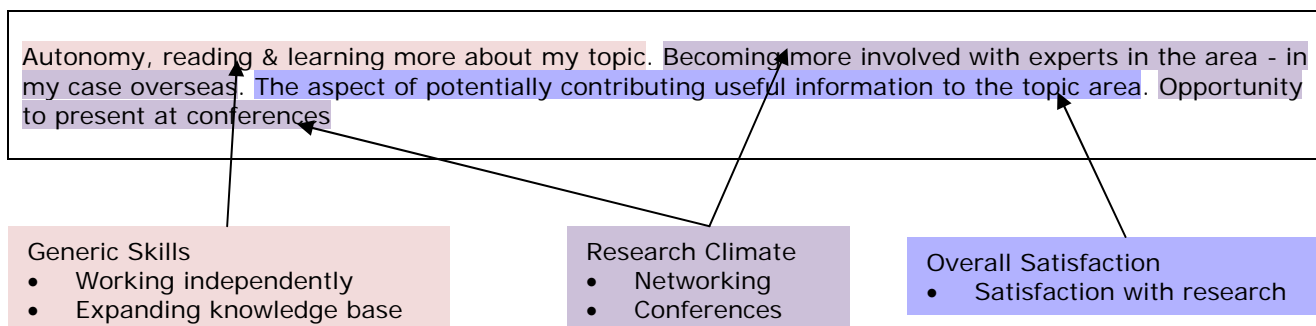 Autonomy, reading & learning more about my topic. Becoming more involved with experts in the area - in
my case overseas. The aspect of potentially contributing useful information to the topic area. Opportunity
to present at conferences
Generic Skills
• Working independently
• Expanding knowledge base
Research Climate
• Networking
• Conferences
Overall Satisfaction
• Satisfaction with research